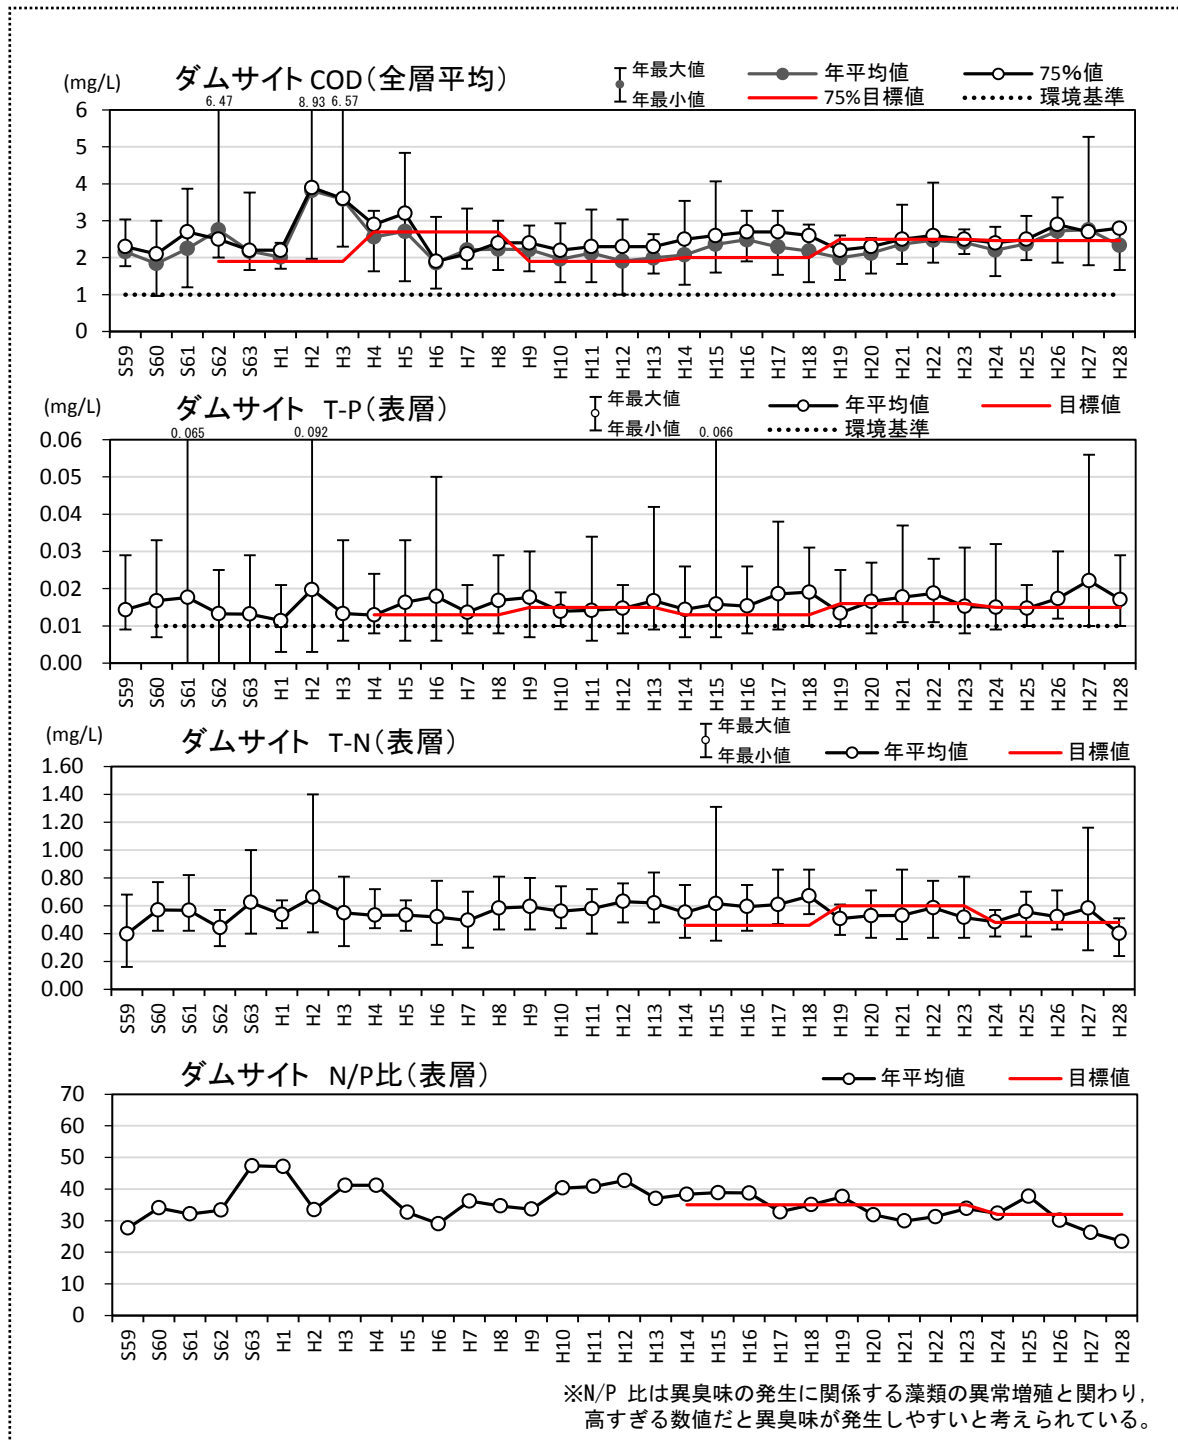 ダムサイト COD(全層平均)
(mg/L)
年最大値
年最小値
年平均値
75%値
75%目標値
環境基準
6.47
8.93
6.57
6
5
4
3
2
1
0
S59 S60 S61 S62 S63 H1 H2 H3 H4 H5 H6 H7 H8 H9 H10 H11 H12 H13 H14 H15 H16 H17 H18 H19 H20 H21 H22 H23 H24 H25 H26 H27 H28
ダムサイト T-P(表層)
(mg/L)
年最大値
年最小値
年平均値
目標値
環境基準
0.065
0.092
0.066
0.06
0.05
0.04
0.03
0.02
0.01
0.00
S59 S60 S61 S62 S63 H1 H2 H3 H4 H5 H6 H7 H8 H9 H10 H11 H12 H13 H14 H15 H16 H17 H18 H19 H20 H21 H22 H23 H24 H25 H26 H27 H28
ダムサイト T-N(表層)
(mg/L)
年最大値
年最小値
年平均値
目標値
1.60
1.40
1.20
1.00
0.80
0.60
0.40
0.20
0.00
S59 S60 S61 S62 S63 H1 H2 H3 H4 H5 H6 H7 H8 H9 H10 H11 H12 H13 H14 H15 H16 H17 H18 H19 H20 H21 H22 H23 H24 H25 H26 H27 H28
ダムサイト N/P比(表層)
年平均値
目標値
70
60
50
40
30
20
10
0
S59 S60 S61 S62 S63 H1 H2 H3 H4 H5 H6 H7 H8 H9 H10 H11 H12 H13 H14 H15 H16 H17 H18 H19 H20 H21 H22 H23 H24 H25 H26 H27 H28
※N/P 比は異臭味の発生に関係する藻類の異常増殖と関わり,
高すぎる数値だと異臭味が発生しやすいと考えられている。